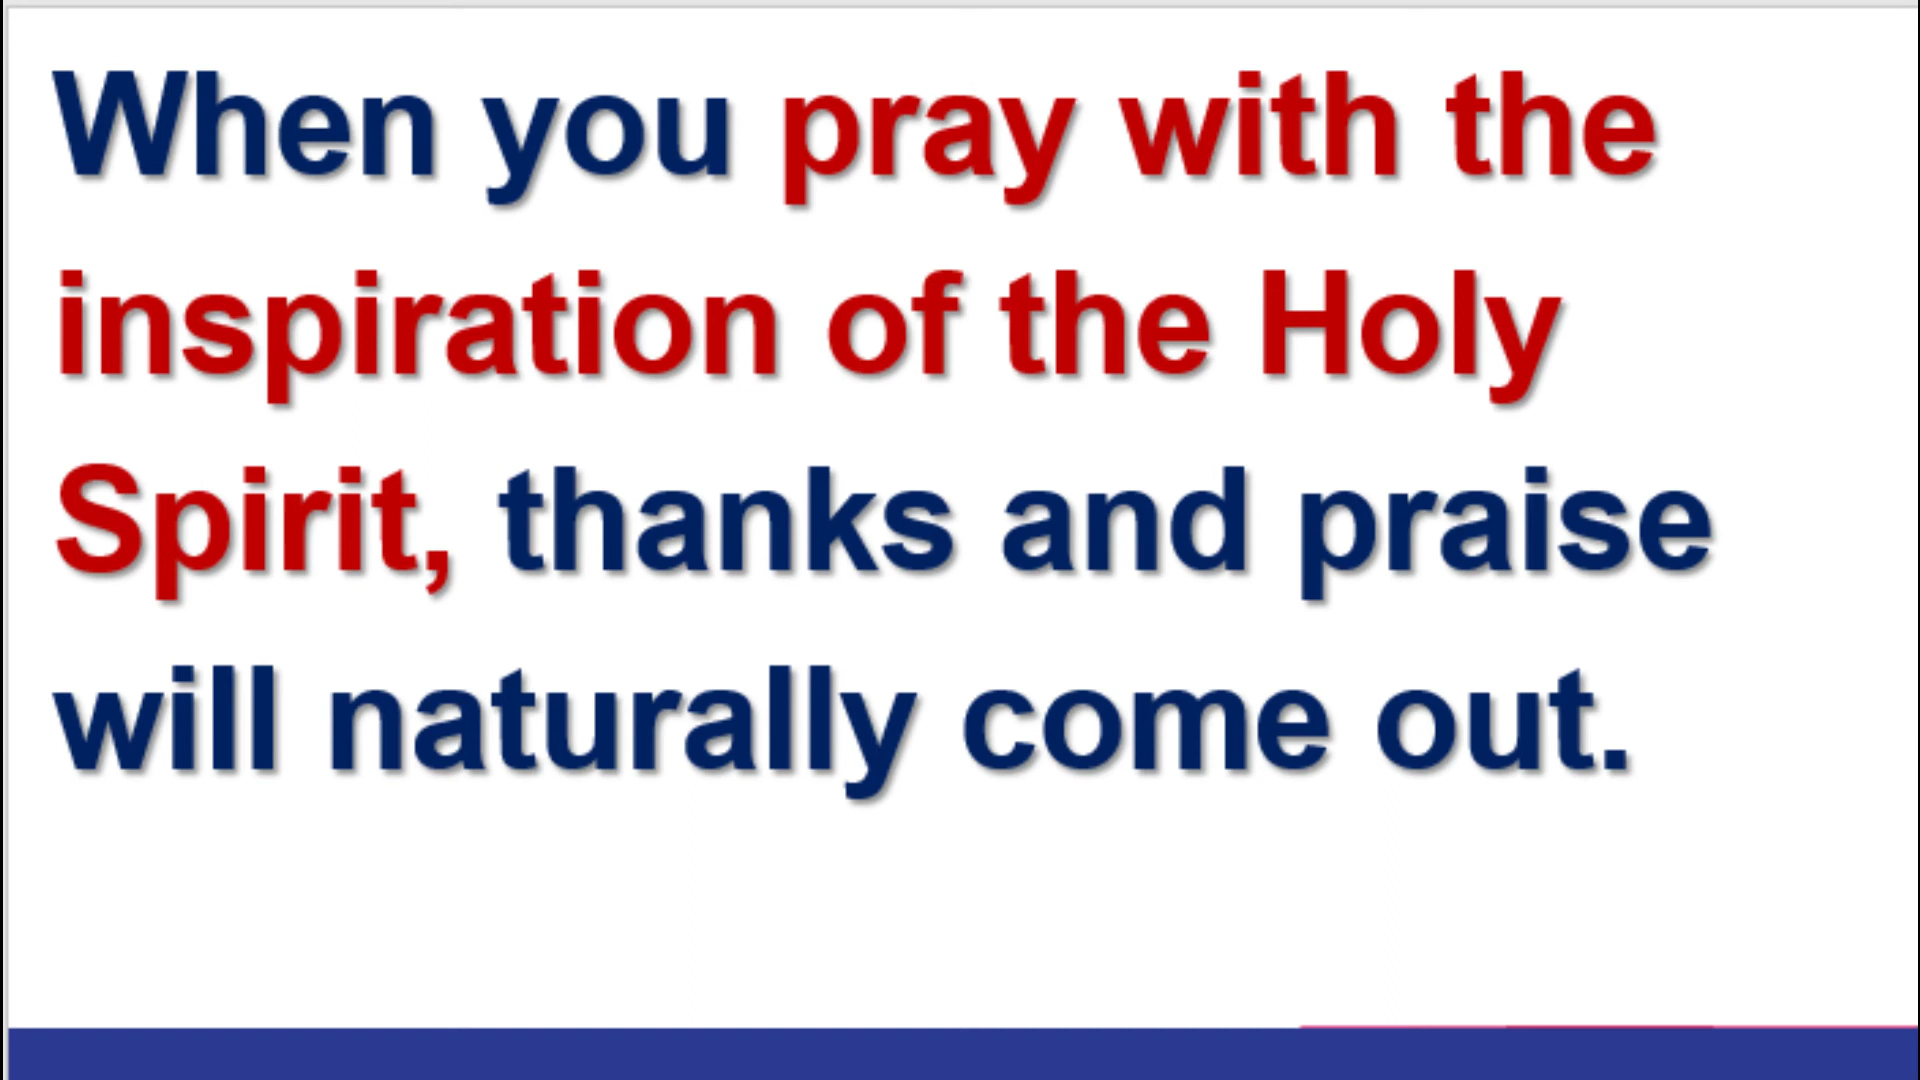 When you pray with the
inspiration of the Holy
Spirit, thanks and praise
will naturally come out.